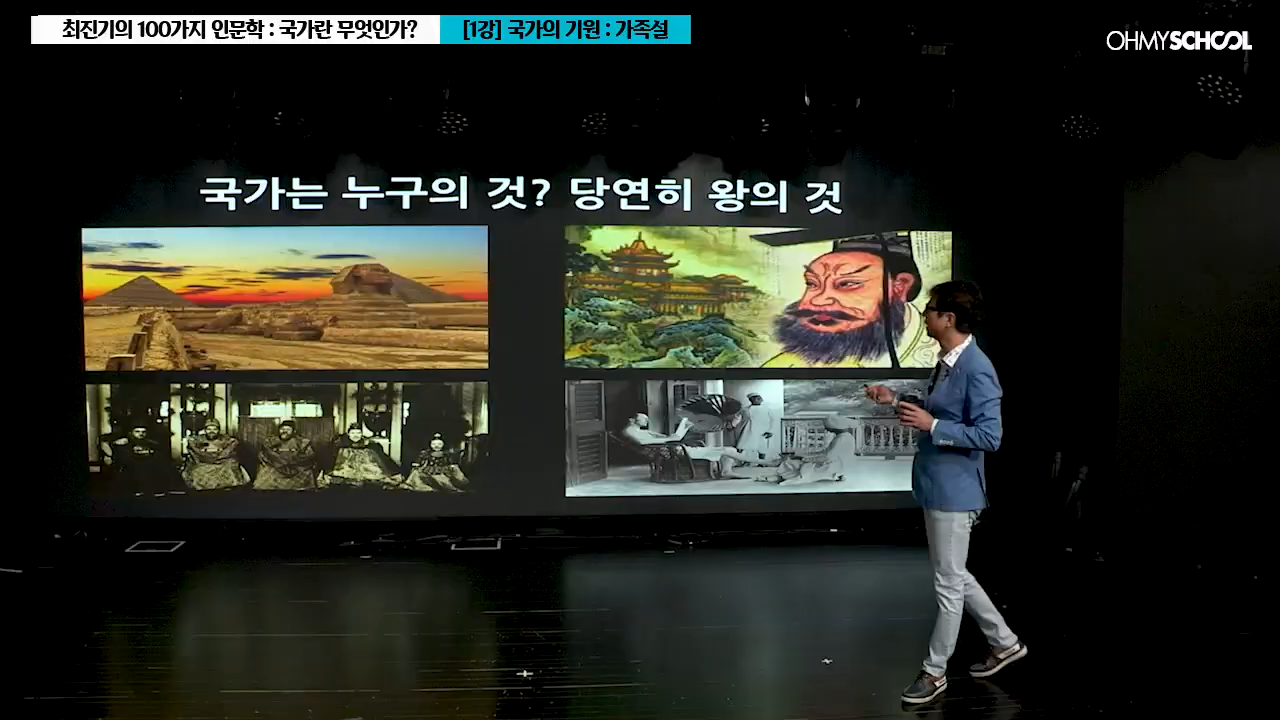 최진기의 100가지 인문학 : 국가란 무엇인가?
[1강] 국가의 기원 : 가족설
OHMYSCHOOL
국가는 누구의 것? 당연히 왕의 것